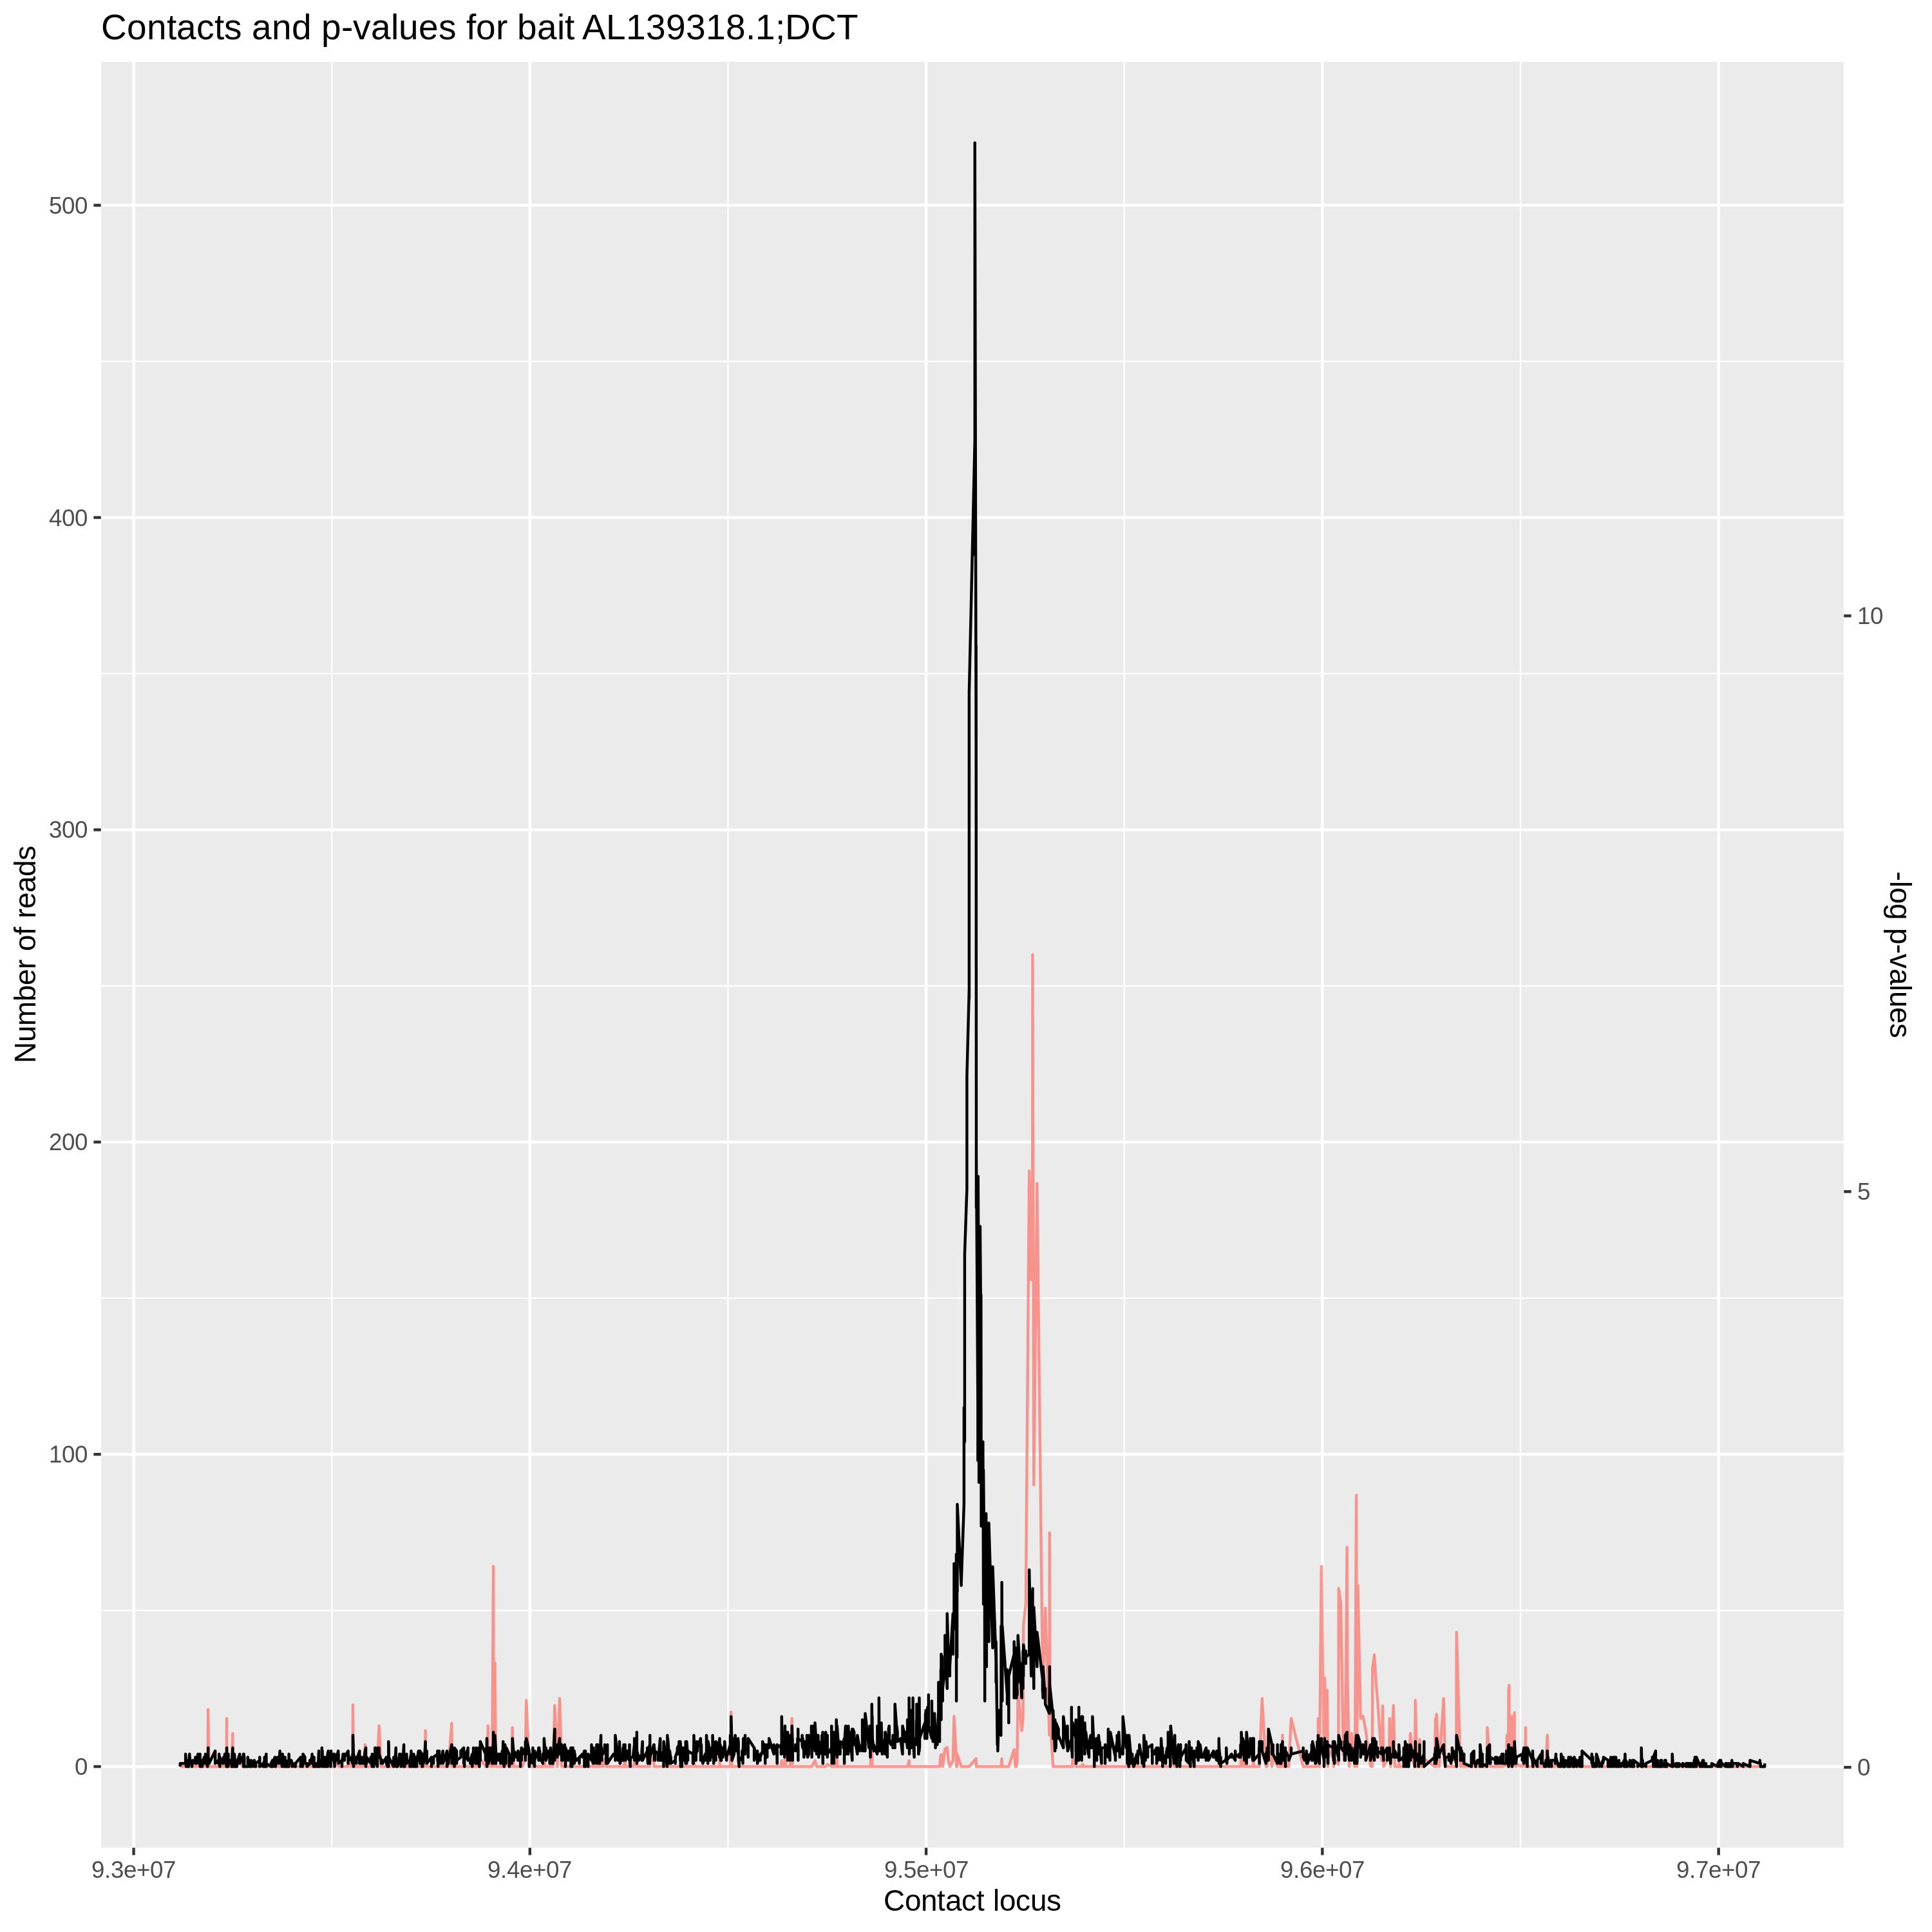 Contacts and p-values for bait AL139318.1;DCT
500
400
300
200
100
0
Number of reads
10
5
0
-log p-values
9.3e+07
9.4e+07
9.5e+07
9.6e+07
9.7e+07
Contact locus